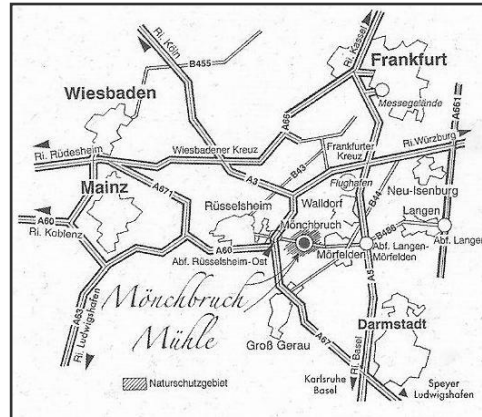 Ri. Köln
B455
Ri. Kassel
Frankfurt
Messegelände
A661
Wiesbaden
A66
Ri. Rüdesheim
Wiesbadener Kreuz
B43
Frankfurter
Kreuz
Ri. Würzburg
Mainz
A671
A3
Flughafen
B44
Neu-Isenburg
A60
Ri. Koblenz
Rüsselsheim
Walldorf
Mönchbruch
Langen
B486
A60
Abf. Rüsselsheim-Ost
Mörfelden
Abf. Langen-
Mörfelden
Abf. Langen
A63
Ri. Ludwigshafen
A5
Mönchbruch
Mühle
Groß Gerau
A67
Ri. Basel
Darmstadt
Naturschutzgebiet
Karlsruhe
Basel
Speyer
Ludwigshafen